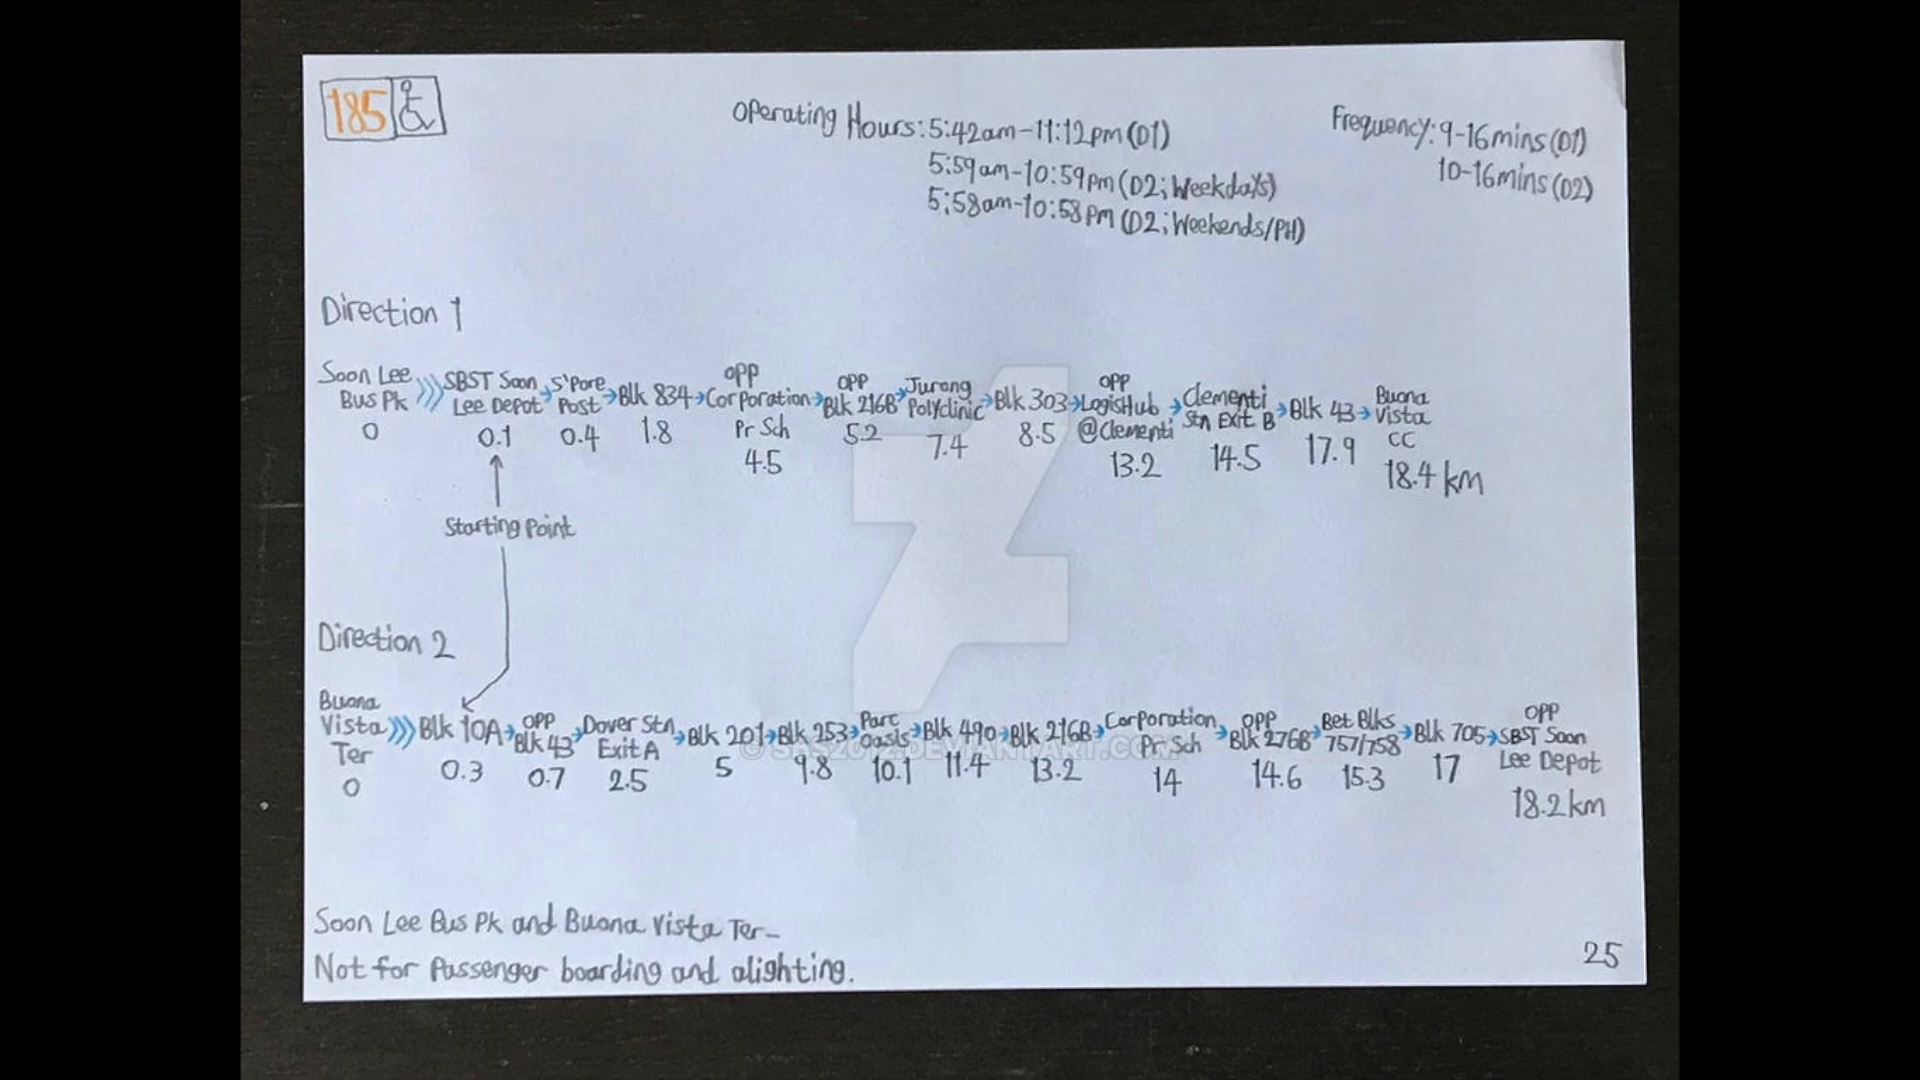 185
Operating Hours: 5:42am-11:12pm (D1)
5:59am-10:59pm (D2; Weekdays)
5:58am-10:58pm (D2; Weekends/PH)
Frequency: 9-16mins (D1)
10-16mins (D2)
Direction 1
Soon Lee Bus Pk 0
SBST Soon Lee Depot 0.1
S'pore Post 0.4
Blk 834 1.8
Opp Corporation Pr Sch 4.5
Opp Blk 216B 5.2
Jurong Polyclinic 7.4
Blk 303 8.5
Opp LogisHub @Clementi 13.2
Clementi Stn Exit B 14.5
Blk 43 17.9
Buona Vista CC 18.4 km
Starting Point
Direction 2
Buona Vista Ter 0
Blk 10A 0.3
Opp Blk 43 0.7
Dover Stn Exit A 2.5
Blk 201 5
Blk 253 9.8
Parc Oasis 10.1
Blk 490 11.4
Blk 216B 13.2
Corporation Pr Sch 14
Opp Blk 276B 14.6
Bet Blks 757/758 15.3
Blk 705 17
Opp SBST Soon Lee Depot 18.2 km
Soon Lee Bus Pk and Buona Vista Ter-
Not for Passenger boarding and alighting.
25